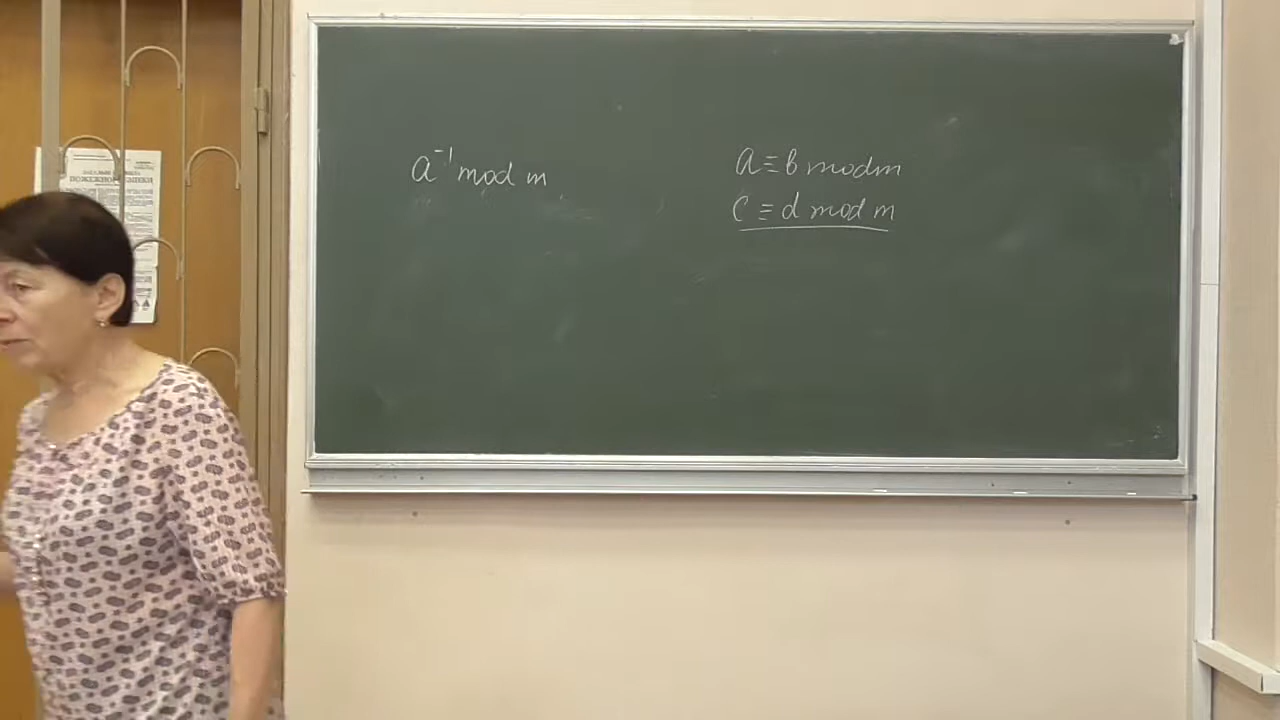 a⁻¹ mod m
a ≡ b mod m
c ≡ d mod m